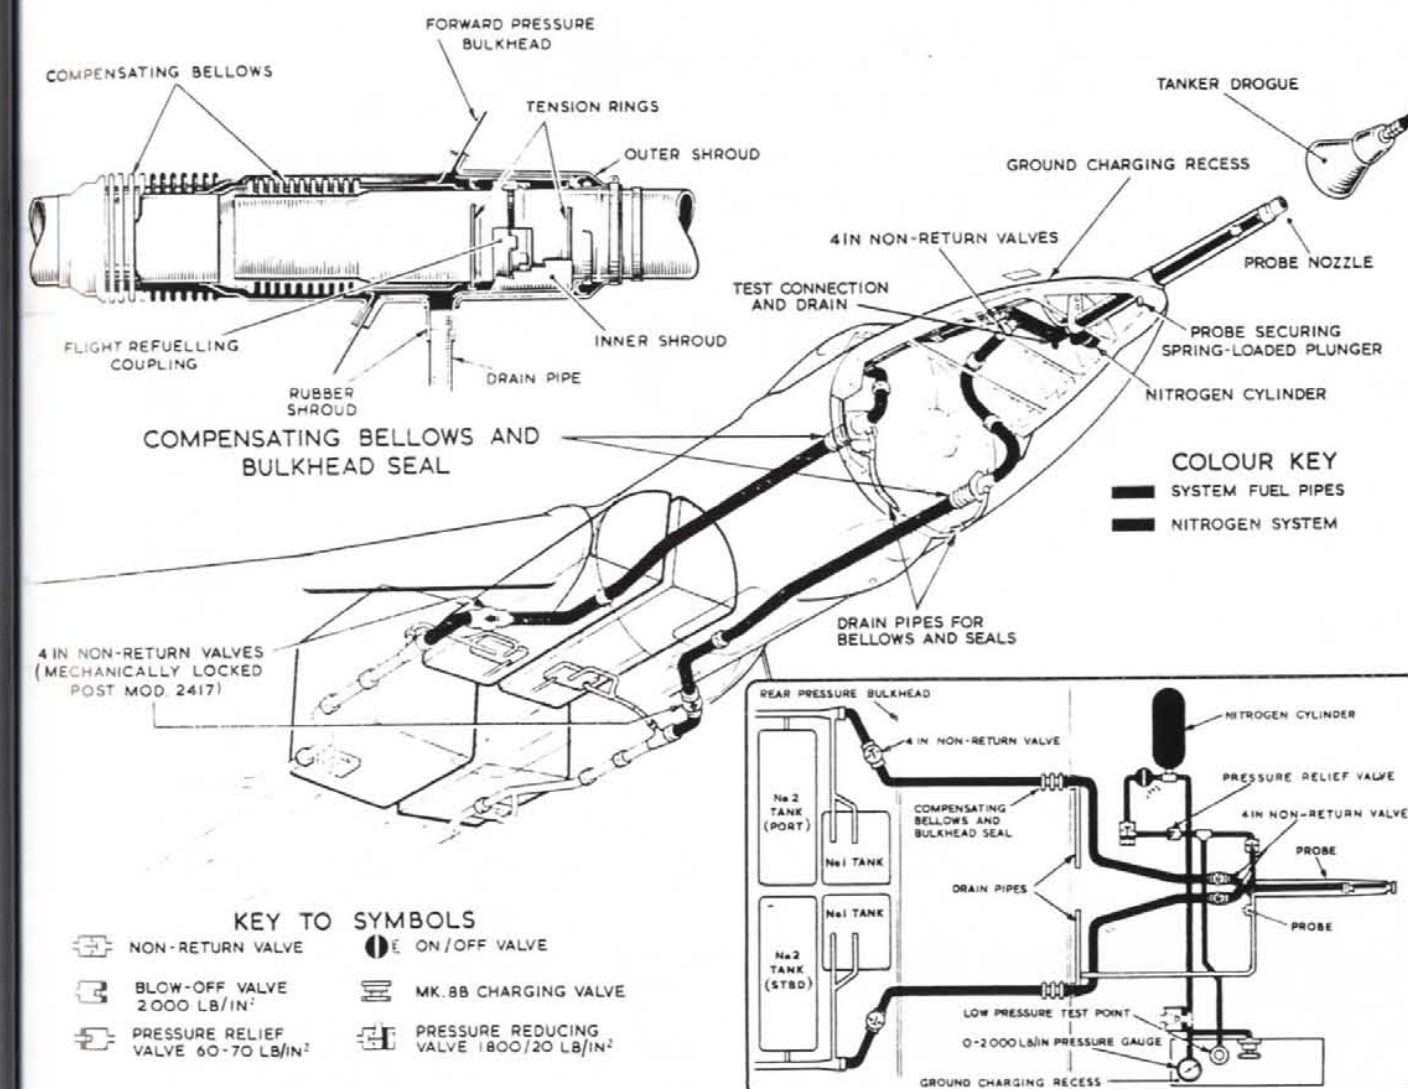 FORWARD PRESSURE
BULKHEAD
COMPENSATING BELLOWS
TENSION RINGS
OUTER SHROUD
TANKER DROGUE
GROUND CHARGING RECESS
4IN NON-RETURN VALVES
PROBE NOZZLE
TEST CONNECTION
AND DRAIN
PROBE SECURING
SPRING-LOADED PLUNGER
FLIGHT REFUELLING
COUPLING
INNER SHROUD
DRAIN PIPE
RUBBER
SHROUD
NITROGEN CYLINDER
COMPENSATING BELLOWS AND
BULKHEAD SEAL
COLOUR KEY
SYSTEM FUEL PIPES
NITROGEN SYSTEM
DRAIN PIPES FOR
BELLOWS AND SEALS
4 IN NON-RETURN VALVES
(MECHANICALLY LOCKED
POST MOD. 2417)
REAR PRESSURE BULKHEAD
NITROGEN CYLINDER
4 IN NON-RETURN VALVE
PRESSURE RELIEF VALVE
COMPENSATING
BELLOWS AND
BULKHEAD SEAL
4IN NON-RETURN VALVE
No2
TANK
(PORT)
No1 TANK
PROBE
DRAIN PIPES
No1 TANK
PROBE
No2
TANK
(STBD)
LOW PRESSURE TEST POINT
0-2000LB/IN PRESSURE GAUGE
GROUND CHARGING RECESS
KEY TO SYMBOLS
NON-RETURN VALVE
ON/OFF VALVE
BLOW-OFF VALVE
2000 LB/IN²
MK.8B CHARGING VALVE
PRESSURE RELIEF
VALVE 60-70 LB/IN²
PRESSURE REDUCING
VALVE 1800/20 LB/IN²